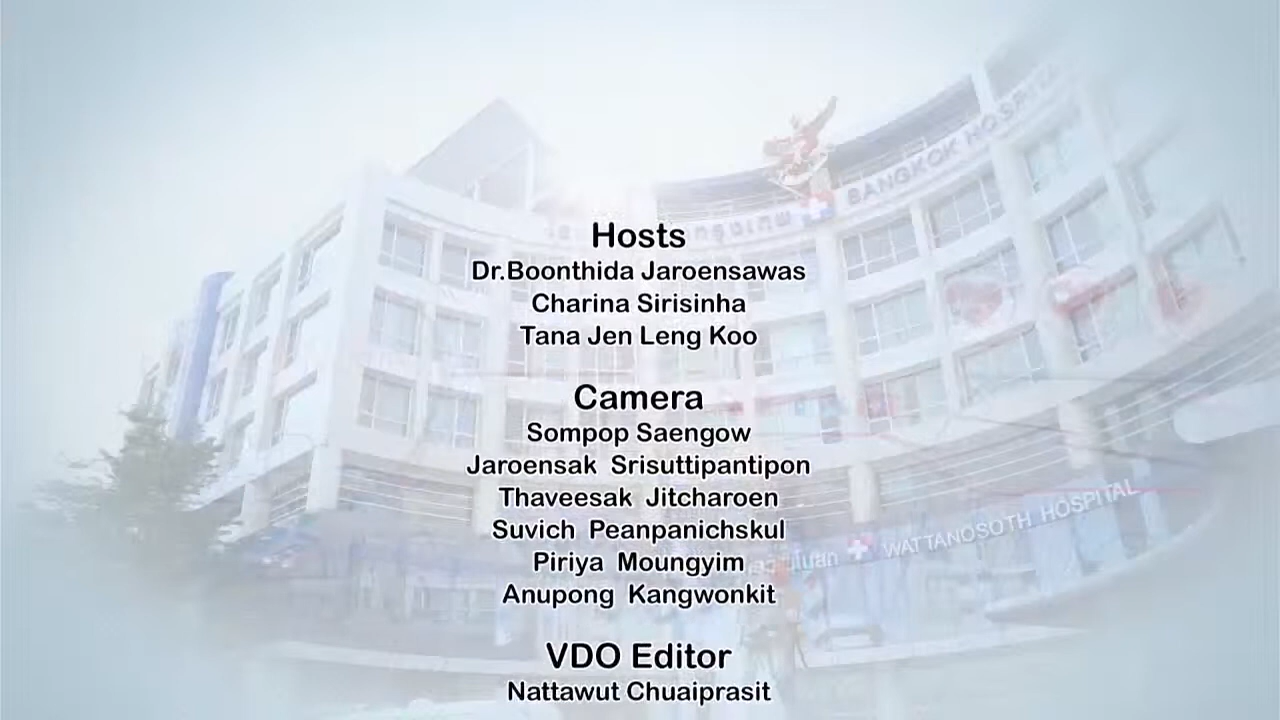 BANGKOK HOSPITAL
Hosts
Dr.Boonthida Jaroensawas
Charina Sirisinha
Tana Jen Leng Koo
Camera
Sompop Saengow
Jaroensak Srisuttipantipon
Thaveesak Jitcharoen
Suvich Peanpanichskul
Piriya Moungyim
Anupong Kangwonkit
WATTANOSOTH HOSPITAL
VDO Editor
Nattawut Chuaiprasit